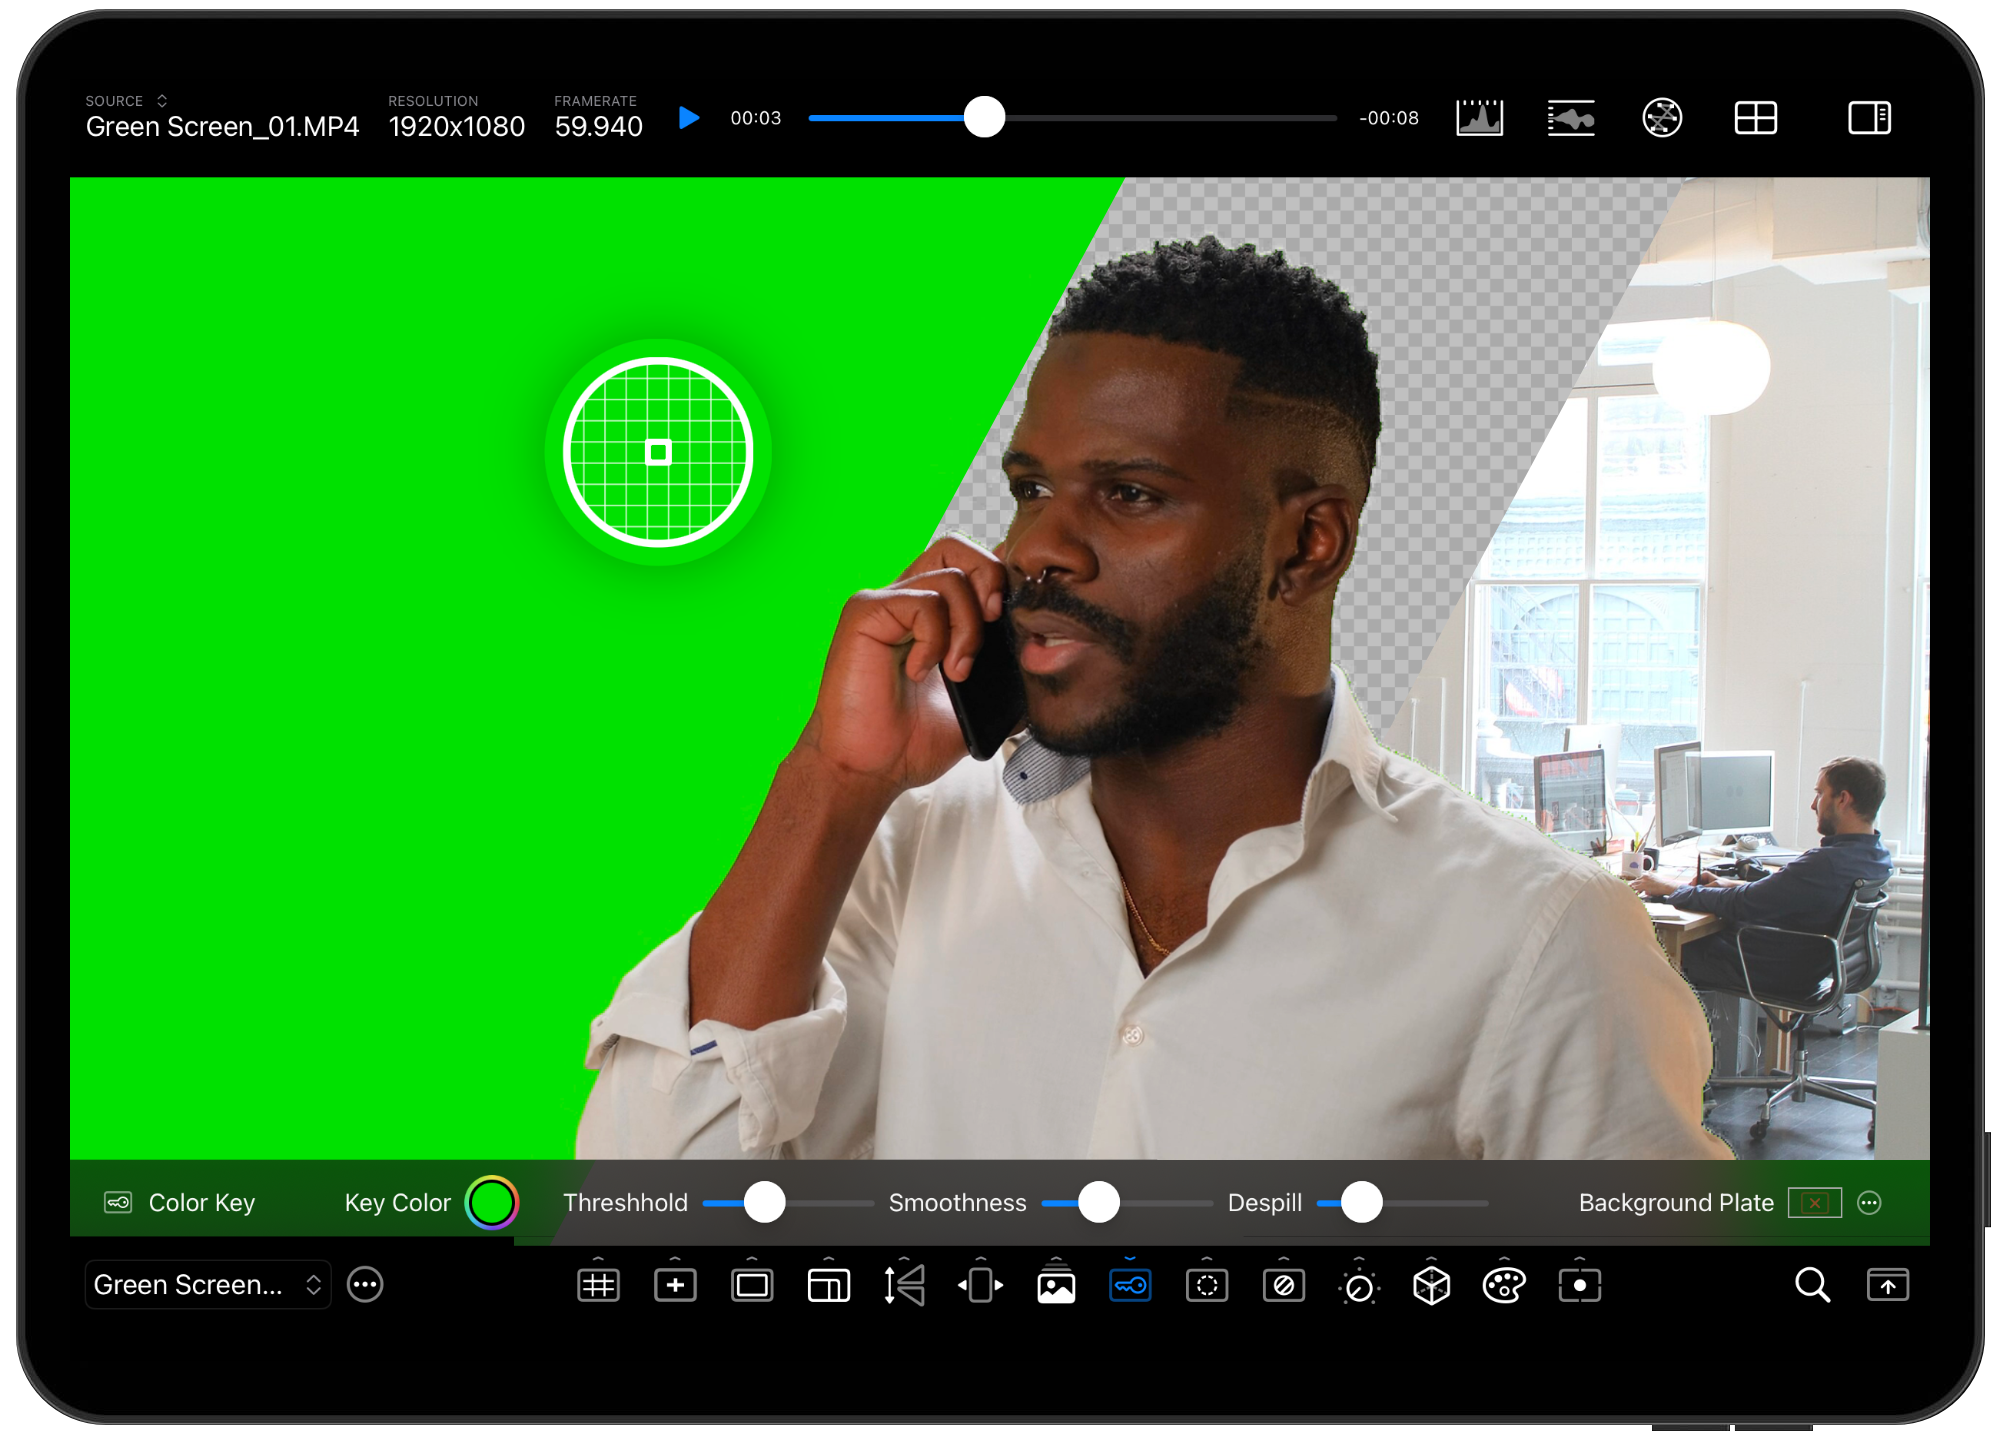 SOURCE
Green Screen_01.MP4
RESOLUTION
1920x1080
FRAMERATE
59.940
00:03
-00:08
Color Key
Key Color
Threshhold
Smoothness
Despill
Background Plate
Green Screen...